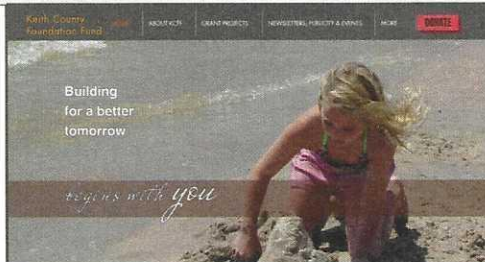 Keith County
Foundation Fund
HOME
ABOUT KCFF
GRANT PROJECTS
NEWSLETTERS, PUBLICITY & EVENTS
MORE
DONATE
Building
for a better
tomorrow
begins with you